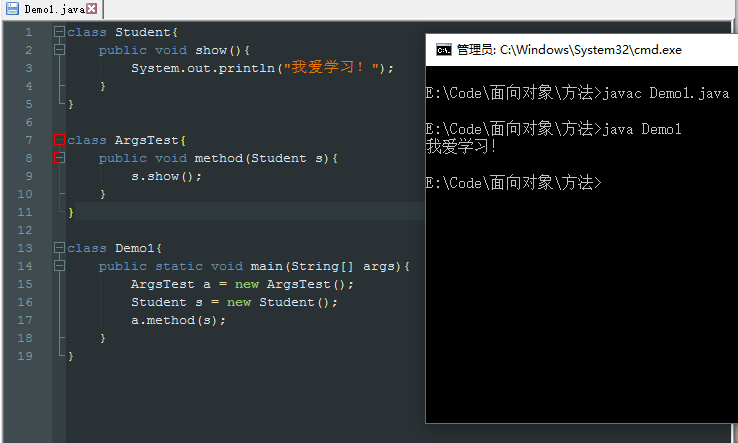 Demo1.java
1 class Student{
2 public void show(){
3 System.out.println("我爱学习！");
4 }
5 }
6
7 class ArgsTest{
8 public void method(Student s){
9 s.show();
10 }
11 }
12
13 class Demo1{
14 public static void main(String[] args){
15 ArgsTest a = new ArgsTest();
16 Student s = new Student();
17 a.method(s);
18 }
19 }
管理员: C:\Windows\System32\cmd.exe
E:\Code\面向对象\方法>javac Demo1.java
E:\Code\面向对象\方法>java Demo1
我爱学习！
E:\Code\面向对象\方法>